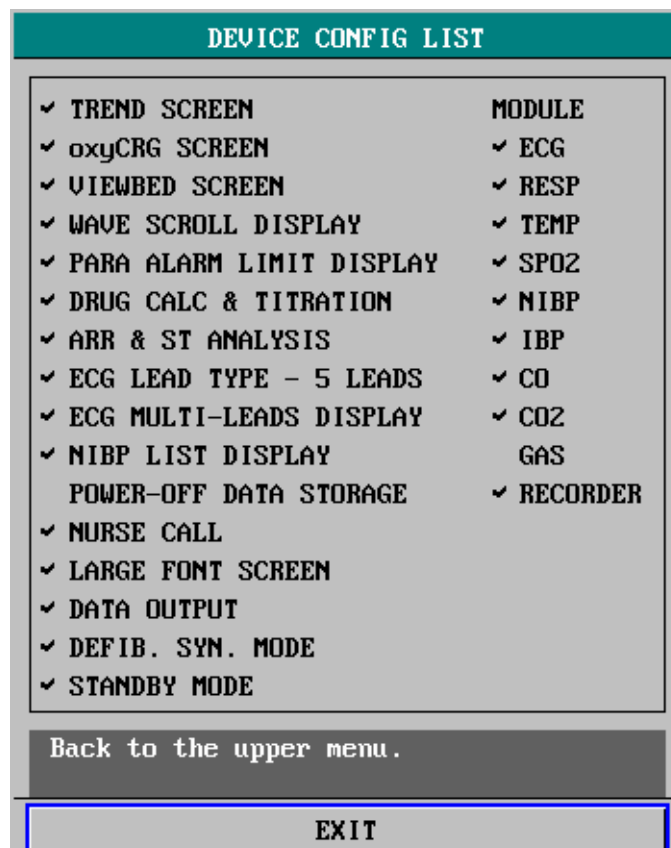 DEVICE CONFIG LIST
✓ TREND SCREEN MODULE
✓ oxyCRG SCREEN ✓ ECG
✓ VIEWBED SCREEN ✓ RESP
✓ WAVE SCROLL DISPLAY ✓ TEMP
✓ PARA ALARM LIMIT DISPLAY ✓ SPO2
✓ DRUG CALC & TITRATION ✓ NIBP
✓ ARR & ST ANALYSIS ✓ IBP
✓ ECG LEAD TYPE - 5 LEADS ✓ CO
✓ ECG MULTI-LEADS DISPLAY ✓ CO2
✓ NIBP LIST DISPLAY GAS
POWER-OFF DATA STORAGE ✓ RECORDER
✓ NURSE CALL
✓ LARGE FONT SCREEN
✓ DATA OUTPUT
✓ DEFIB. SYN. MODE
✓ STANDBY MODE
Back to the upper menu.
EXIT